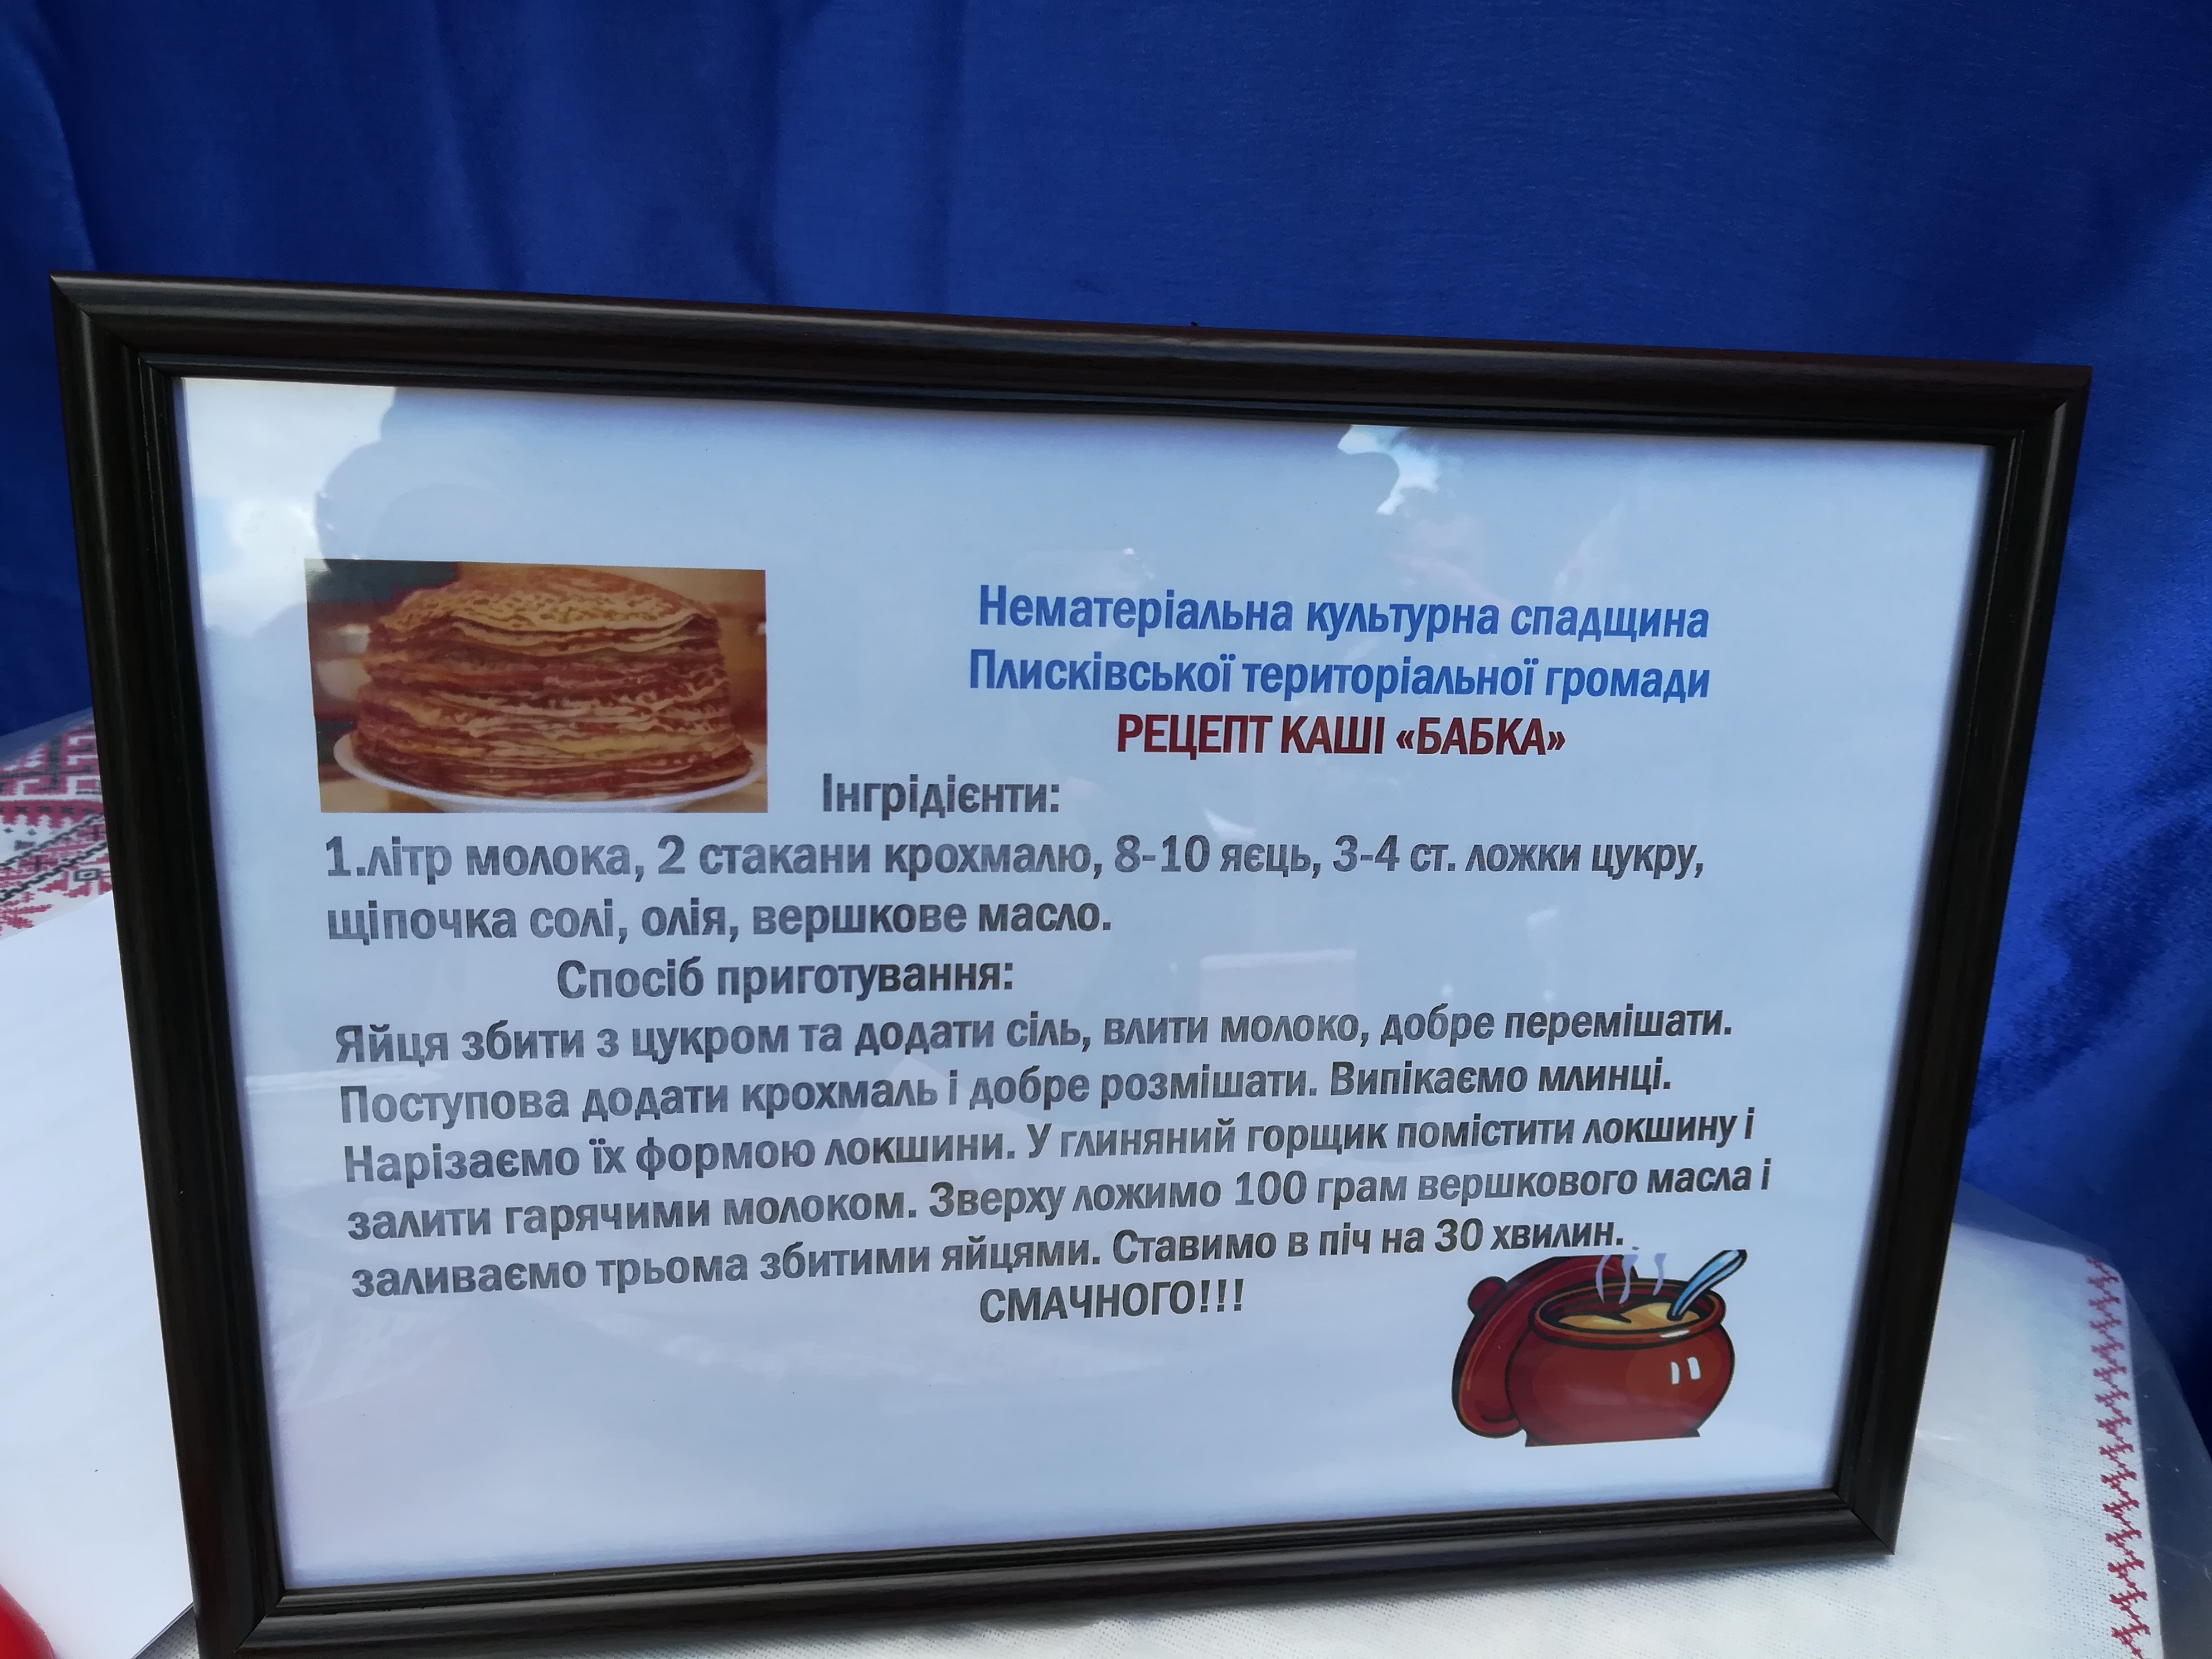 Нематеріальна культурна спадщина
Плисківської територіальної громади
РЕЦЕПТ КАШІ «БАБКА»
Інгрідієнти:
1.літр молока, 2 стакани крохмалю, 8-10 яєць, 3-4 ст. ложки цукру,
щіпочка солі, олія, вершкове масло.
Спосіб приготування:
Яйця збити з цукром та додати сіль, влити молоко, добре перемішати.
Поступова додати крохмаль і добре розмішати. Випікаємо млинці.
Нарізаємо їх формою локшини. У глиняний горщик помістити локшину і
залити гарячими молоком. Зверху ложимо 100 грам вершкового масла і
заливаємо трьома збитими яйцями. Ставимо в піч на 30 хвилин.
СМАЧНОГО!!!